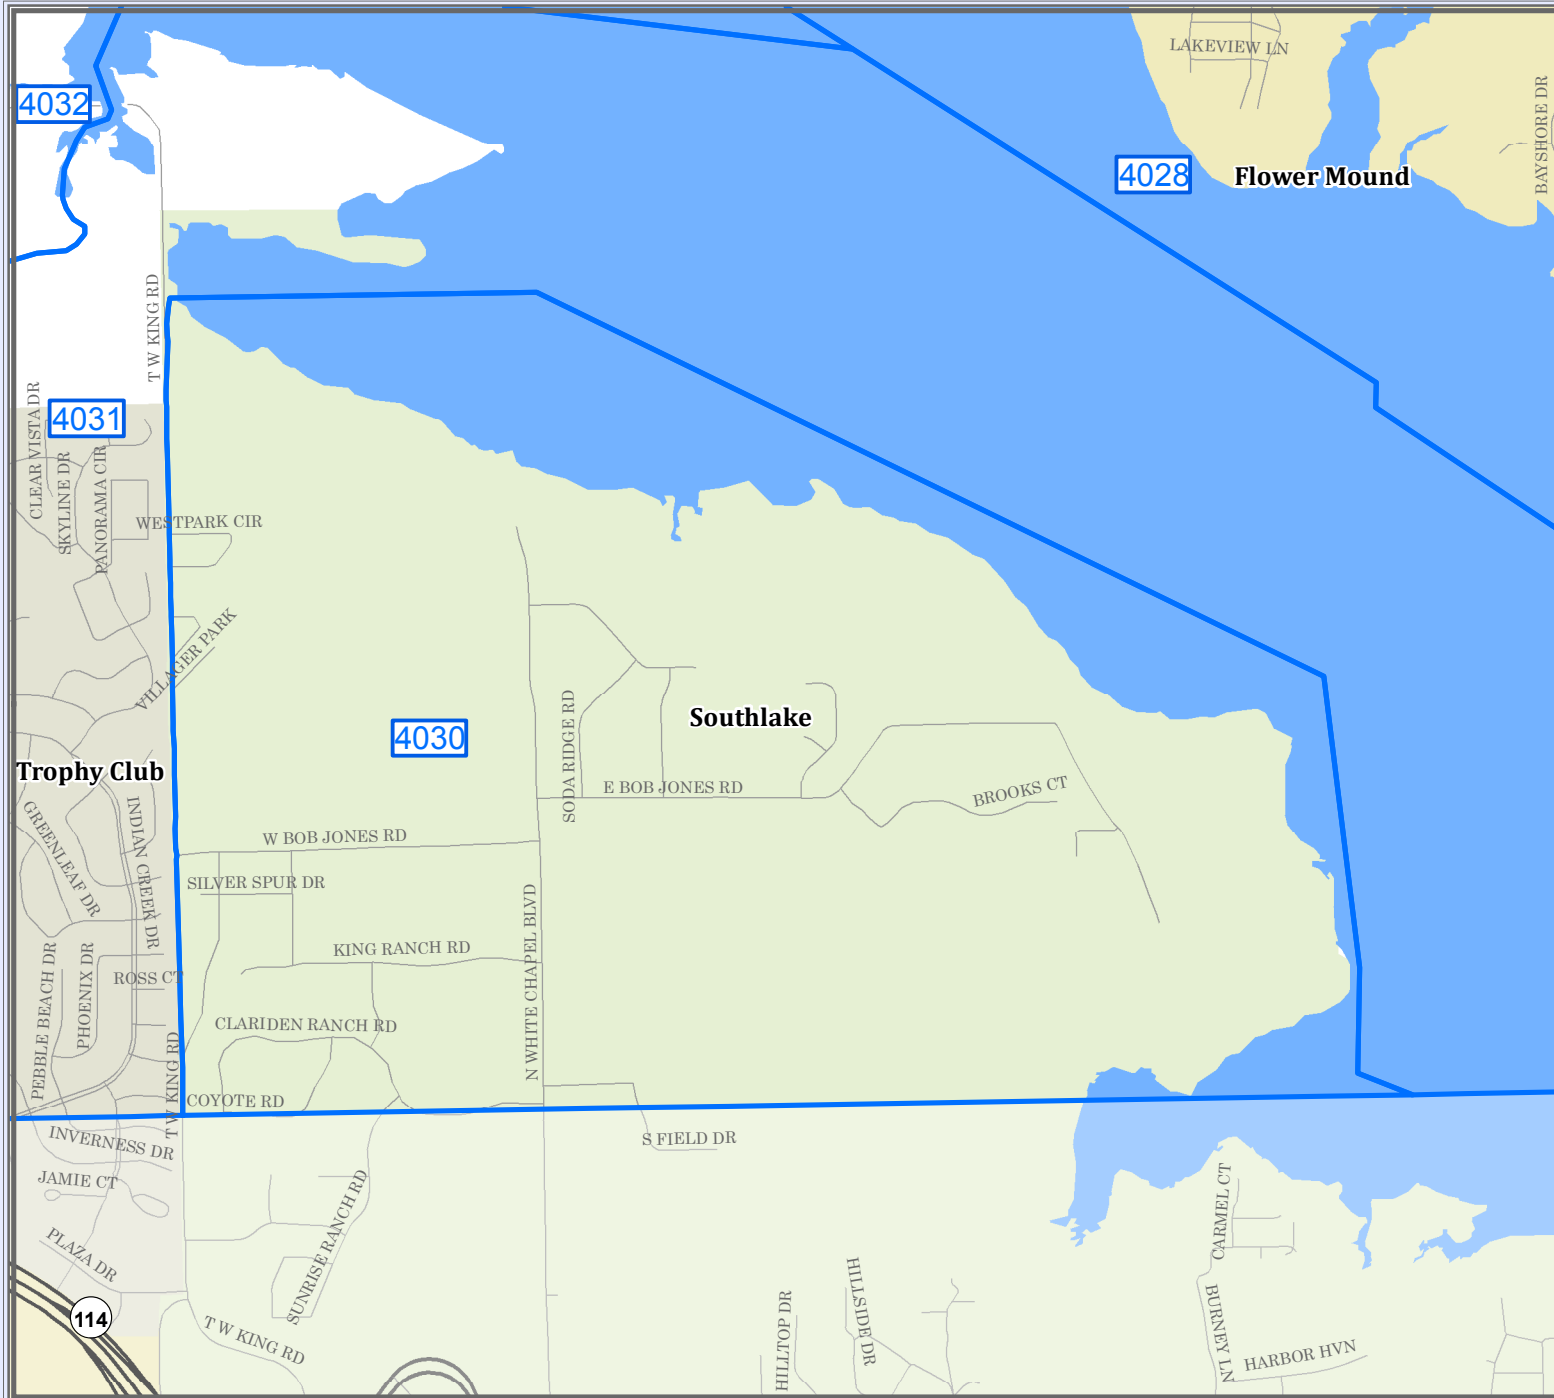 LAKEVIEW LN
4032
BAYSHORE DR
4028
Flower Mound
T W KING RD
CLEAR VISTA DR
4031
SKYLINE DR
PANORAMA CIR
WESTPARK CIR
VILLAGER PARK
Southlake
4030
SODA RIDGE RD
Trophy Club
E BOB JONES RD
BROOKS CT
GREENLEAF DR
INDIAN CREEK DR
W BOB JONES RD
SILVER SPUR DR
N WHITE CHAPEL BLVD
KING RANCH RD
PEBBLE BEACH DR
PHOENIX DR
ROSS CT
CLARIDEN RANCH RD
T W KING RD
COYOTE RD
INVERNESS DR
S FIELD DR
JAMIE CT
CARMEL CT
SUNRISE RANCH RD
PLAZA DR
114
T W KING RD
HILLTOP DR
HILLSIDE DR
BURNEY LN
HARBOR HVN